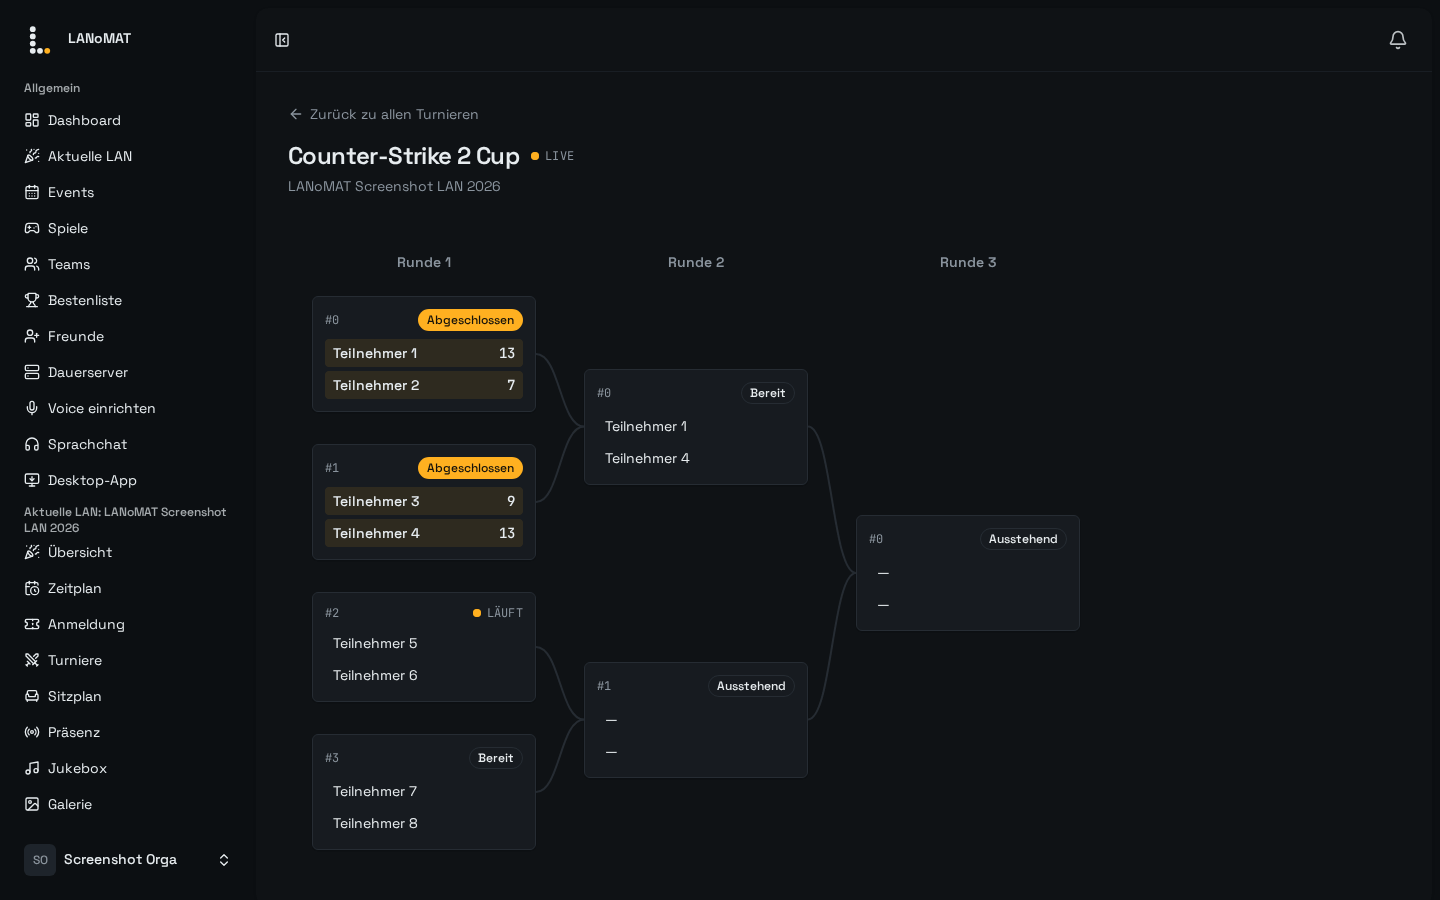 LANoMAT
Allgemein
Dashboard
Aktuelle LAN
Events
Spiele
Teams
Bestenliste
Freunde
Dauerserver
Voice einrichten
Sprachchat
Desktop-App
Aktuelle LAN: LANoMAT Screenshot
LAN 2026
Übersicht
Zeitplan
Anmeldung
Turniere
Sitzplan
Präsenz
Jukebox
Galerie
SO
Screenshot Orga
Zurück zu allen Turnieren
Counter-Strike 2 Cup
LIVE
LANoMAT Screenshot LAN 2026
Runde 1
#0 Abgeschlossen
Teilnehmer 1 13
Teilnehmer 2 7
#1 Abgeschlossen
Teilnehmer 3 9
Teilnehmer 4 13
#2 LÄUFT
Teilnehmer 5
Teilnehmer 6
#3 Bereit
Teilnehmer 7
Teilnehmer 8
Runde 2
#0 Bereit
Teilnehmer 1
Teilnehmer 4
#1 Ausstehend
—
—
Runde 3
#0 Ausstehend
—
—